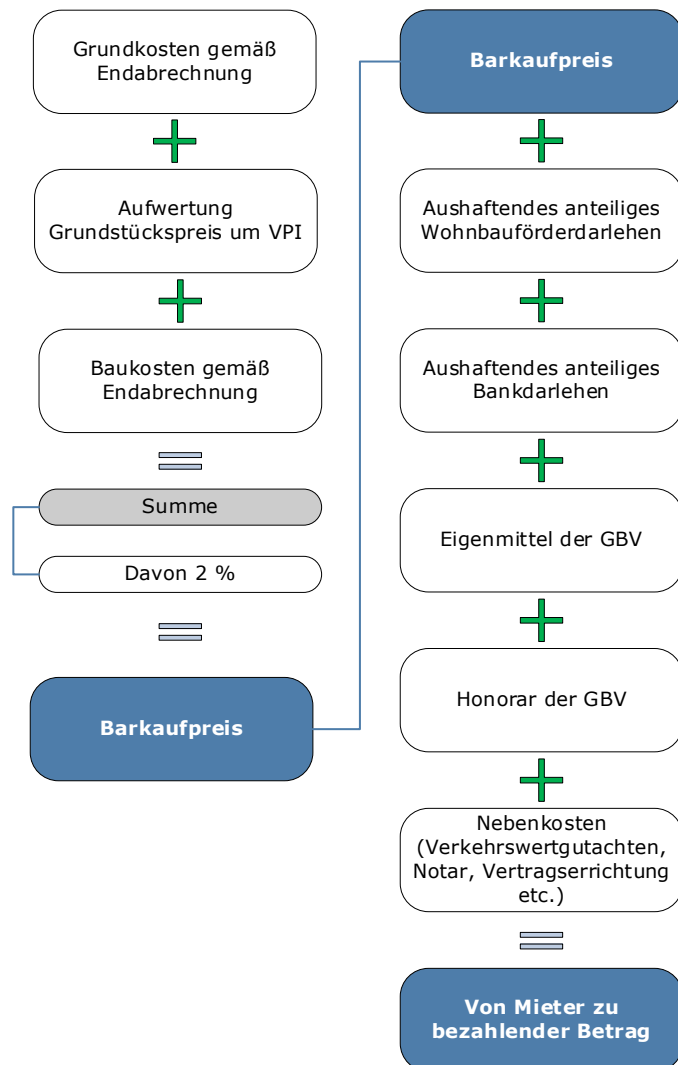 Grundkosten gemäß
Endabrechnung
Aufwertung
Grundstückspreis um VPI
Baukosten gemäß
Endabrechnung
Summe
Davon 2 %
Barkaufpreis
Barkaufpreis
Aushaftendes anteiliges
Wohnbauförderdarlehen
Aushaftendes anteiliges
Bankdarlehen
Eigenmittel der GBV
Honorar der GBV
Nebenkosten
(Verkehrswertgutachten,
Notar, Vertragserrichtung
etc.)
Von Mieter zu
bezahlender Betrag